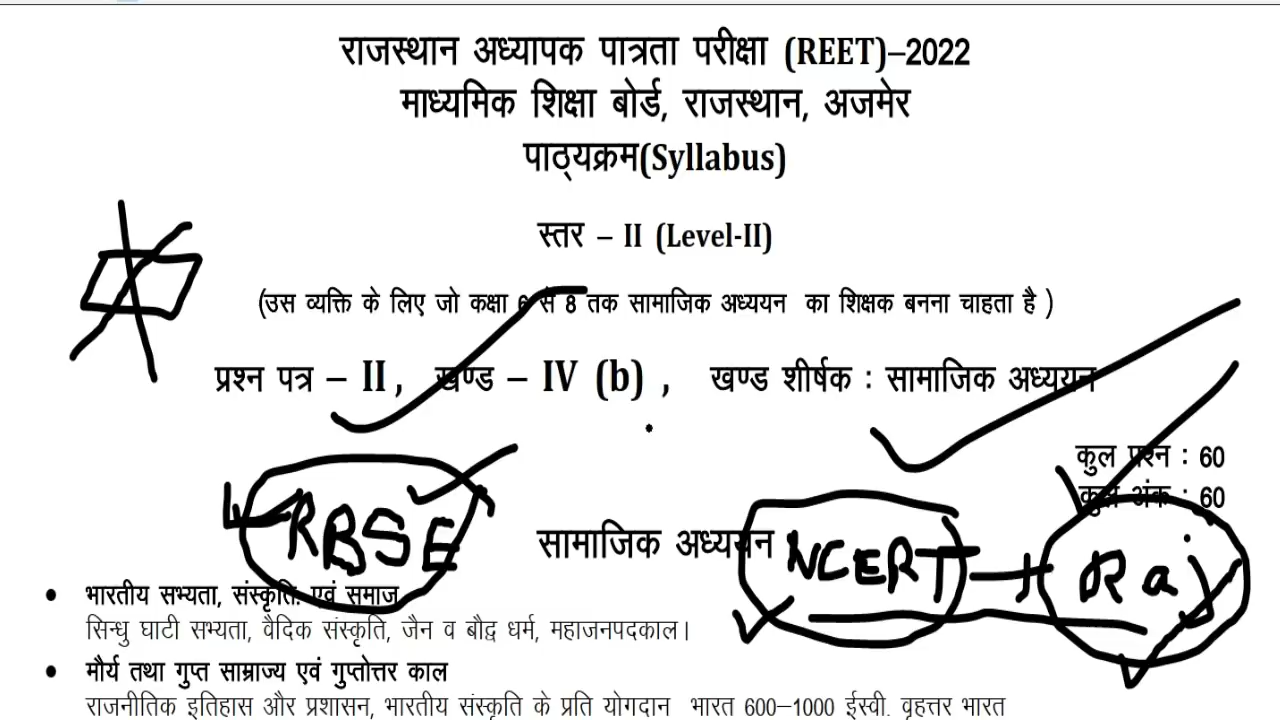 राजस्थान अध्यापक पात्रता परीक्षा (REET)–2022
माध्यमिक शिक्षा बोर्ड, राजस्थान, अजमेर
पाठ्यक्रम(Syllabus)
स्तर – II (Level-II)
(उस व्यक्ति के लिए जो कक्षा 6 से 8 तक सामाजिक अध्ययन का शिक्षक बनना चाहता है )
प्रश्न पत्र – II , खण्ड – IV (b) , खण्ड शीर्षक : सामाजिक अध्ययन
कुल प्रश्न : 60
कुल अंक : 60
RBSE सामाजिक अध्ययन NCERT + Raj
• भारतीय सभ्यता, संस्कृति: एवं समाज
सिन्धु घाटी सभ्यता, वैदिक संस्कृति, जैन व बौद्ध धर्म, महाजनपदकाल।
• मौर्य तथा गुप्त साम्राज्य एवं गुप्तोत्तर काल
राजनीतिक इतिहास और प्रशासन, भारतीय संस्कृति के प्रति योगदान भारत 600–1000 ईस्वी. वृहत्तर भारत